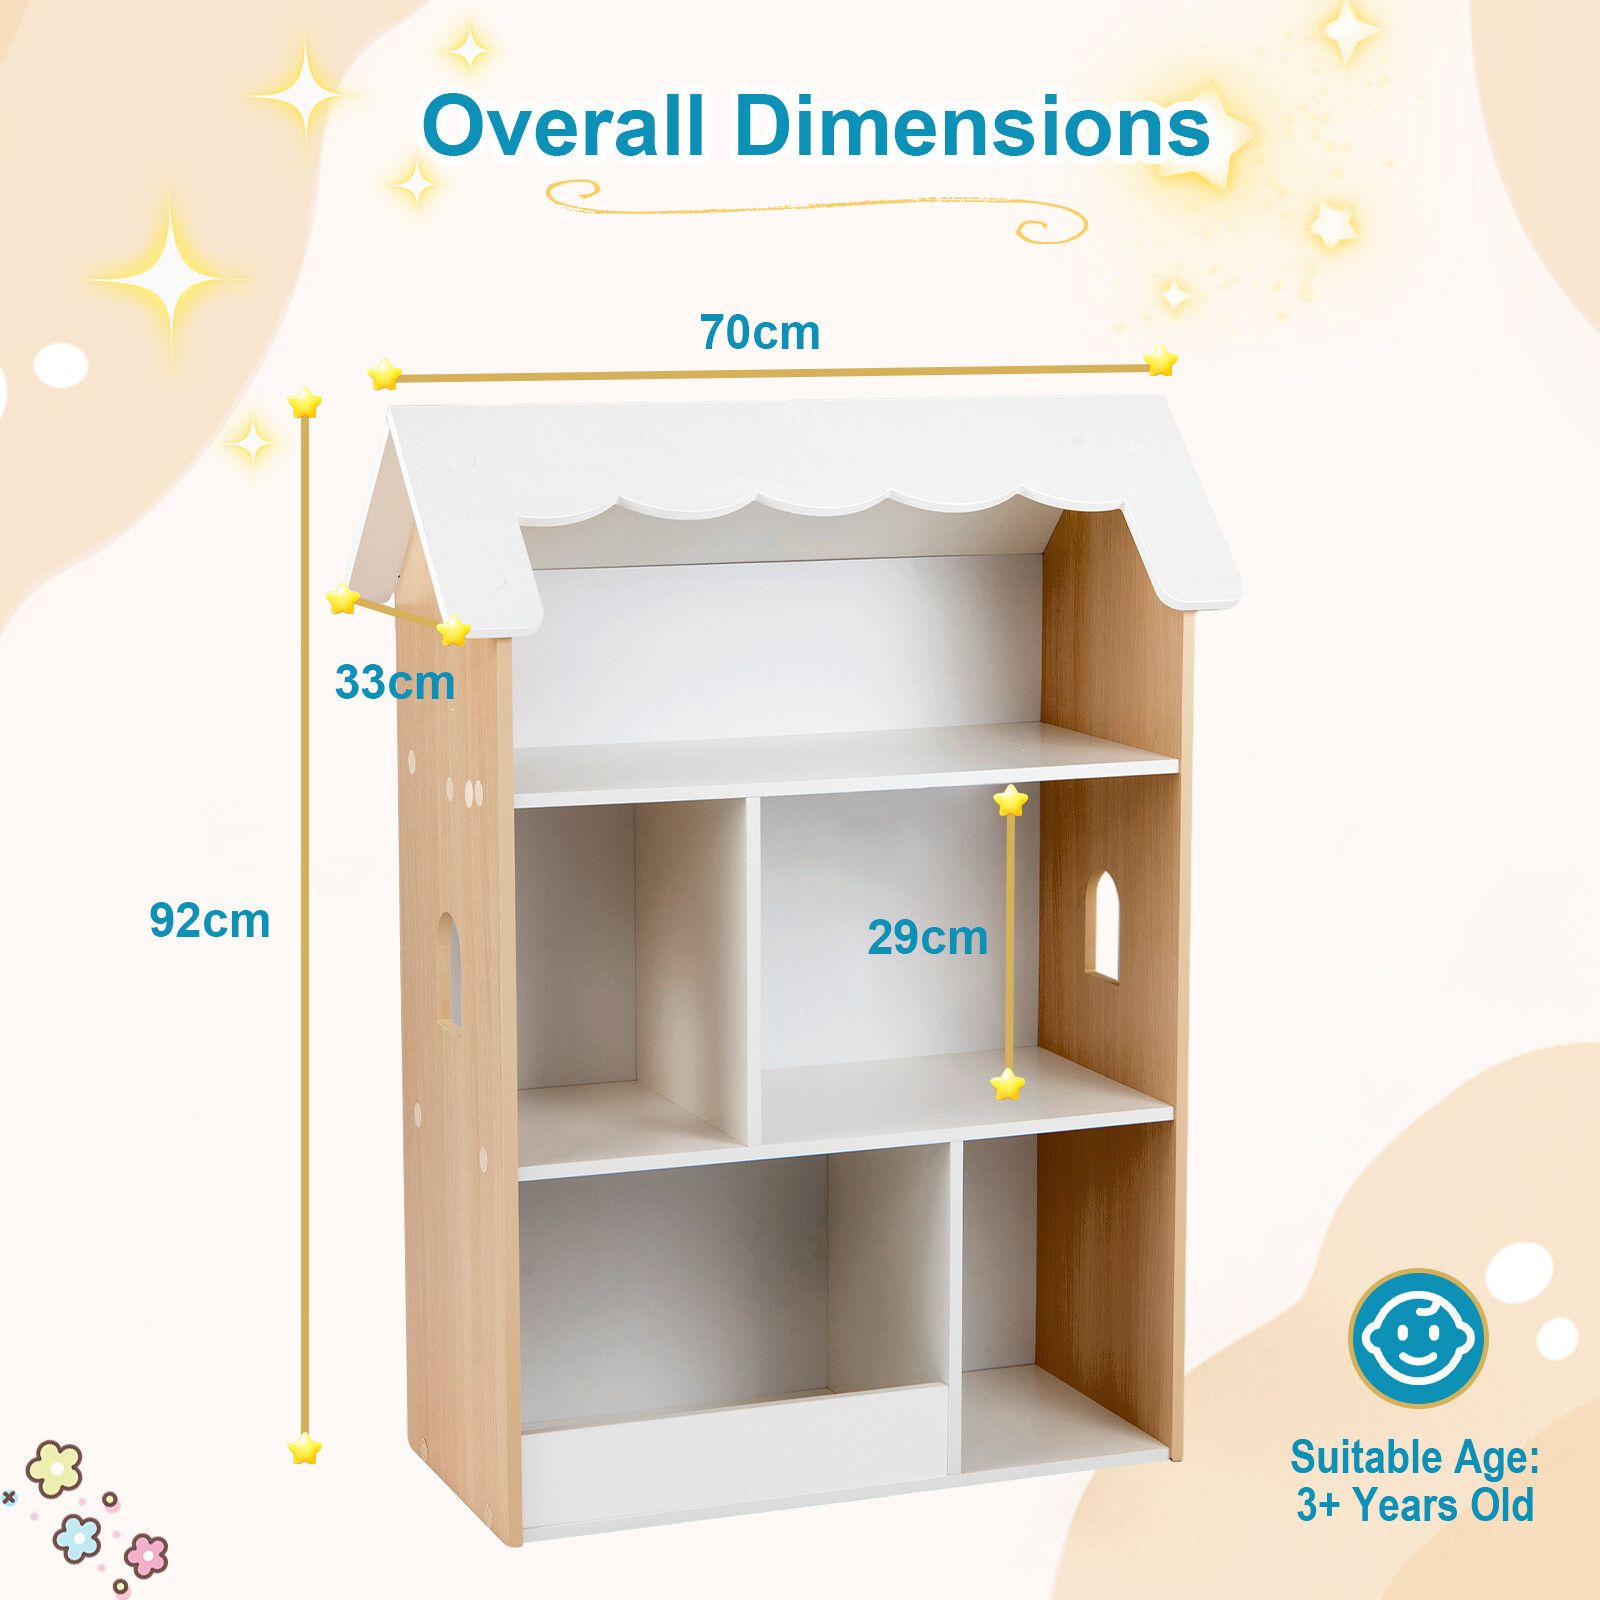 Overall Dimensions
70cm
33cm
92cm
29cm
Suitable Age:
3+ Years Old